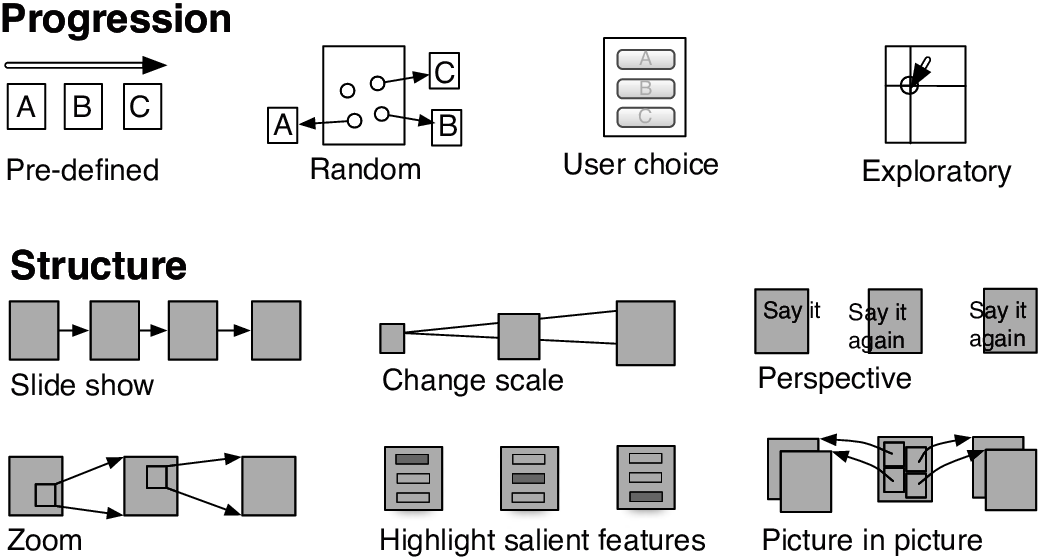 Progression
A B C
Pre-defined
A
C
B
Random
A
B
C
User choice
Exploratory
Structure
Slide show
Change scale
Say it
Say it
again
Say it
again
Perspective
Zoom
Highlight salient features
Picture in picture